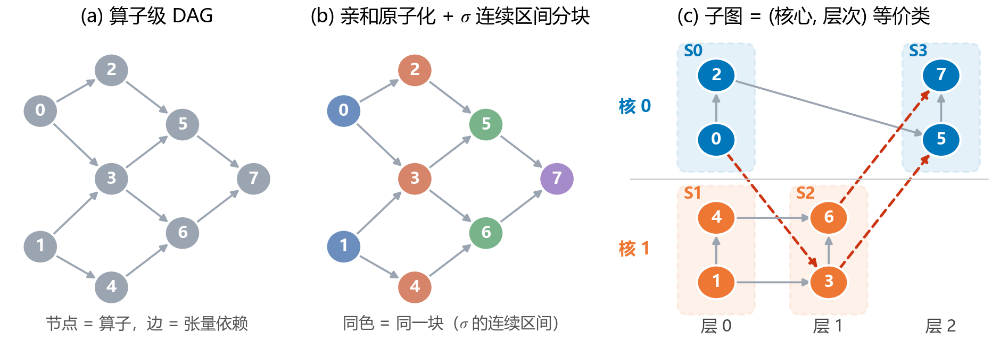 (a) 算子级 DAG
0
1
2
3
4
5
6
7
节点 = 算子，边 = 张量依赖
(b) 亲和原子化 + σ 连续区间分块
0
1
2
3
4
5
6
7
同色 = 同一块（σ 的连续区间）
(c) 子图 = (核心, 层次) 等价类
核 0
S0
2
0
S3
7
5
核 1
S1
4
1
S2
6
3
层 0
层 1
层 2